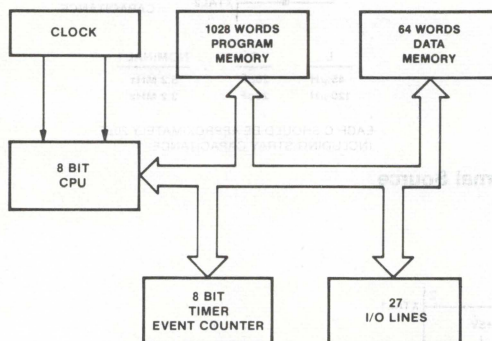 CLOCK
1028 WORDS
PROGRAM
MEMORY
64 WORDS
DATA
MEMORY
8 BIT
CPU
8 BIT
TIMER
EVENT COUNTER
27
I/O LINES